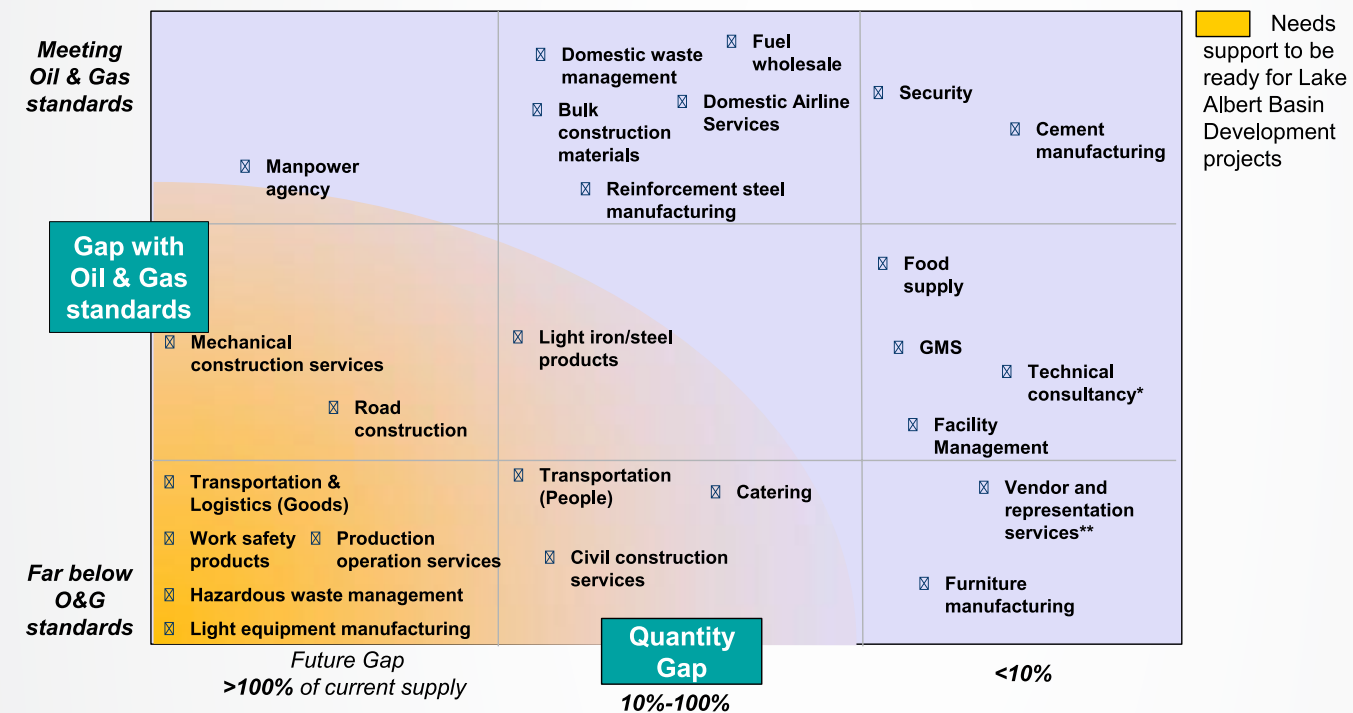 Meeting
Oil & Gas
standards
Domestic waste
management
Fuel
wholesale
Bulk
construction
materials
Domestic Airline
Services
Manpower
agency
Reinforcement steel
manufacturing
Security
Cement
manufacturing
Needs
support to be
ready for Lake
Albert Basin
Development
projects
Gap with
Oil & Gas
standards
Mechanical
construction services
Road
construction
Light iron/steel
products
Food
supply
GMS
Technical
consultancy*
Facility
Management
Far below
O&G
standards
Transportation &
Logistics (Goods)
Work safety
products
Production
operation services
Hazardous waste management
Light equipment manufacturing
Transportation
(People)
Catering
Civil construction
services
Vendor and
representation
services**
Furniture
manufacturing
Future Gap
>100% of current supply
Quantity
Gap
10%-100%
<10%